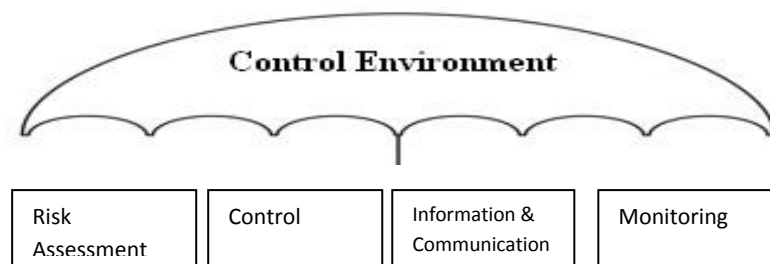 Control Environment
Risk
Assessment
Control
Information &
Communication
Monitoring